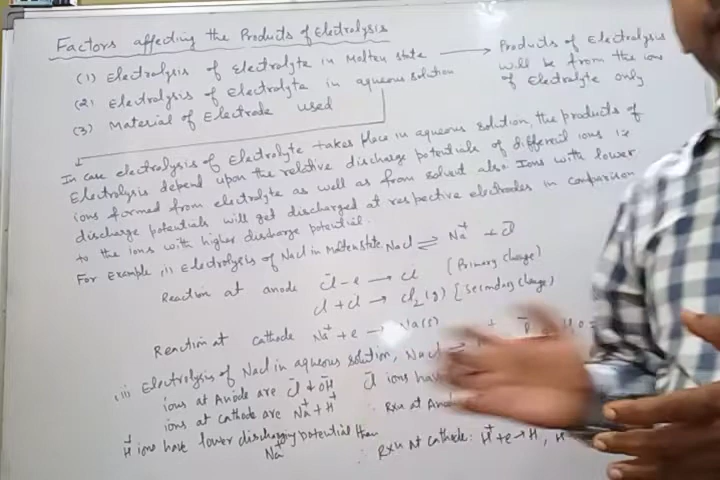 Factors affecting the Products of Electrolysis
(1) Electrolysis of Electrolyte in Molten state → Products of Electrolysis will be from the ions of Electrolyte only
(2) Electrolysis of Electrolyte in aqueous solution
(3) Material of Electrode used
In case electrolysis of Electrolyte takes place in aqueous solution, the products of
Electrolysis depend upon the relative discharge potentials of different ions i.e
ions formed from electrolyte as well as from solvent also. Ions with lower
discharge potentials will get discharged at respective electrodes in comparison
to the ions with higher discharge potential.
For Example (i) Electrolysis of NaCl in Molten state, NaCl ⇌ Na⁺ + Cl⁻
Reaction at anode Cl⁻ - e → Cl (Primary change)
Cl + Cl → Cl₂(g) [Secondary change)
Reaction at cathode Na⁺ + e → Na(s)
(ii) Electrolysis of NaCl in aqueous solution, NaCl ⇌
ions at Anode are Cl⁻ & OH⁻ Cl⁻ ions have
ions at cathode are Na⁺ + H⁺ ∴ Rxn at Anode
H⁺ ions have lower discharging potential than Na⁺
∴ Rxn at cathode: H⁺ + e → H,